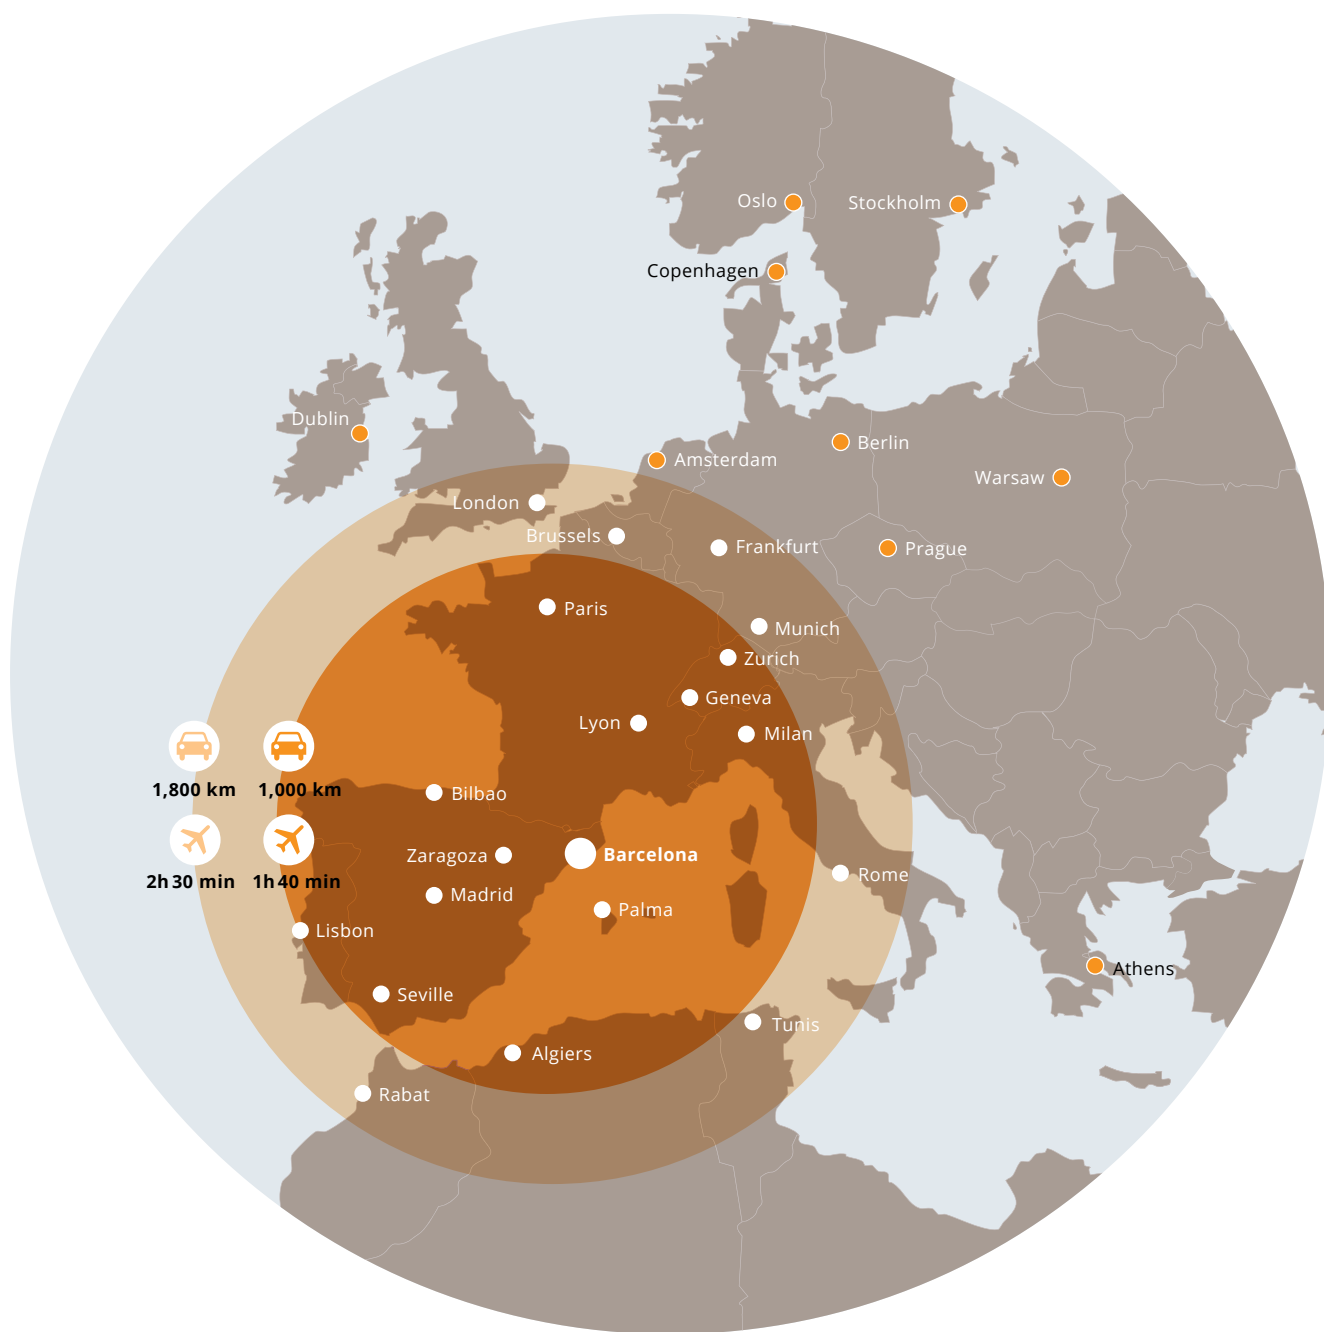 Oslo
Stockholm
Copenhagen
Dublin
Berlin
Amsterdam
Warsaw
London
Brussels
Frankfurt
Prague
Paris
Munich
Zurich
Geneva
Lyon
Milan
1,800 km
1,000 km
Bilbao
Zaragoza
Barcelona
2h 30 min
1h 40 min
Rome
Madrid
Palma
Lisbon
Athens
Seville
Tunis
Algiers
Rabat